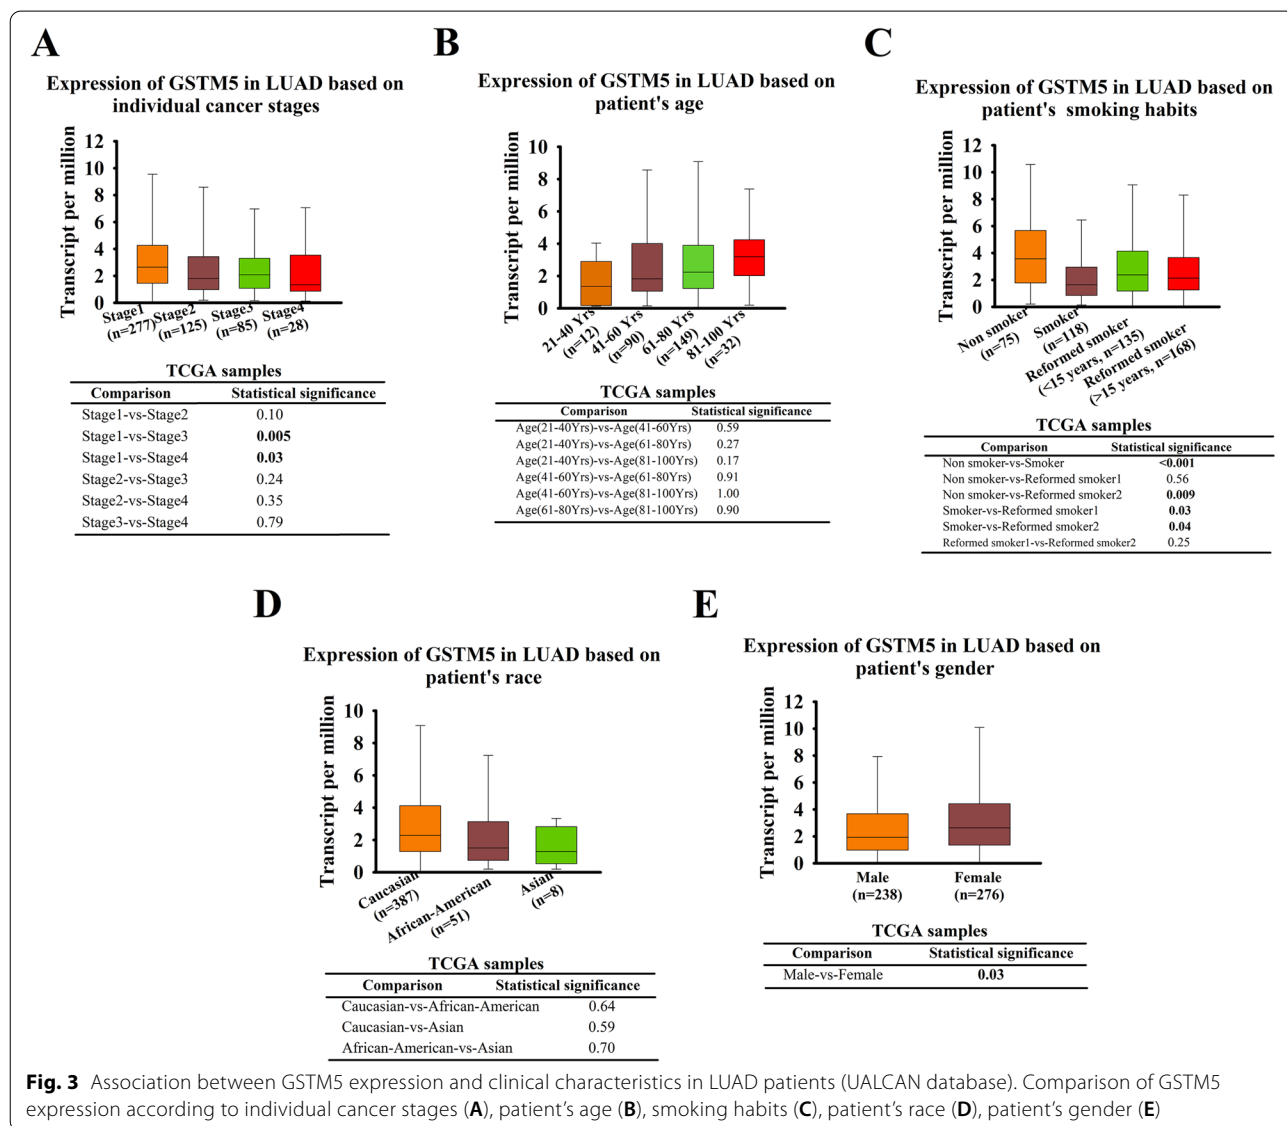 A
Expression of GSTM5 in LUAD based on
individual cancer stages
Transcript per million
12
10
8
6
4
2
0
Stage1
(n=277)
Stage2
(n=125)
Stage3
(n=85)
Stage4
(n=28)
TCGA samples
Comparison Statistical significance
Stage1-vs-Stage2 0.10
Stage1-vs-Stage3 0.005
Stage1-vs-Stage4 0.03
Stage2-vs-Stage3 0.24
Stage2-vs-Stage4 0.35
Stage3-vs-Stage4 0.79
B
Expression of GSTM5 in LUAD based on
patient's age
Transcript per million
10
8
6
4
2
0
21-40 Yrs
(n=12)
41-60 Yrs
(n=90)
61-80 Yrs
(n=149)
81-100 Yrs
(n=32)
TCGA samples
Comparison Statistical significance
Age(21-40Yrs)-vs-Age(41-60Yrs) 0.59
Age(21-40Yrs)-vs-Age(61-80Yrs) 0.27
Age(21-40Yrs)-vs-Age(81-100Yrs) 0.17
Age(41-60Yrs)-vs-Age(61-80Yrs) 0.91
Age(41-60Yrs)-vs-Age(81-100Yrs) 1.00
Age(61-80Yrs)-vs-Age(81-100Yrs) 0.90
C
Expression of GSTM5 in LUAD based on
patient's smoking habits
Transcript per million
12
10
8
6
4
2
0
Non smoker
(n=75)
Smoker
(n=118)
Reformed smoker
(<15 years, n=135)
Reformed smoker
(>15 years, n=168)
TCGA samples
Comparison Statistical significance
Non smoker-vs-Smoker <0.001
Non smoker-vs-Reformed smoker1 0.56
Non smoker-vs-Reformed smoker2 0.009
Smoker-vs-Reformed smoker1 0.03
Smoker-vs-Reformed smoker2 0.04
Reformed smoker1-vs-Reformed smoker2 0.25
D
Expression of GSTM5 in LUAD based on
patient's race
Transcript per million
10
8
6
4
2
0
Caucasian
(n=387)
African-American
(n=51)
Asian
(n=8)
TCGA samples
Comparison Statistical significance
Caucasian-vs-African-American 0.64
Caucasian-vs-Asian 0.59
African-American-vs-Asian 0.70
E
Expression of GSTM5 in LUAD based on
patient's gender
Transcript per million
12
10
8
6
4
2
0
Male
(n=238)
Female
(n=276)
TCGA samples
Comparison Statistical significance
Male-vs-Female 0.03
Fig. 3 Association between GSTM5 expression and clinical characteristics in LUAD patients (UALCAN database). Comparison of GSTM5
expression according to individual cancer stages (A), patient's age (B), smoking habits (C), patient's race (D), patient's gender (E)